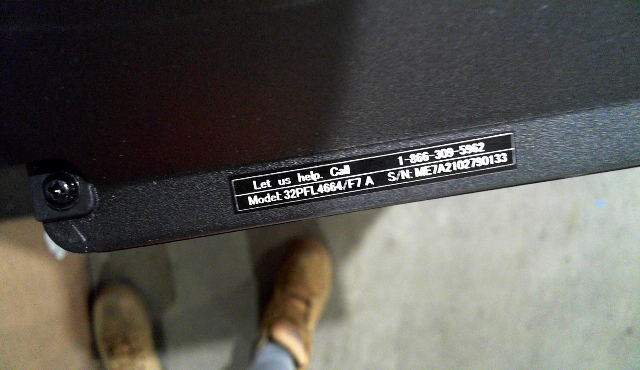 Let us help. Call 1-866-309-5962
Model: 32PFL4664/F7 A S/N: ME7A2102790133